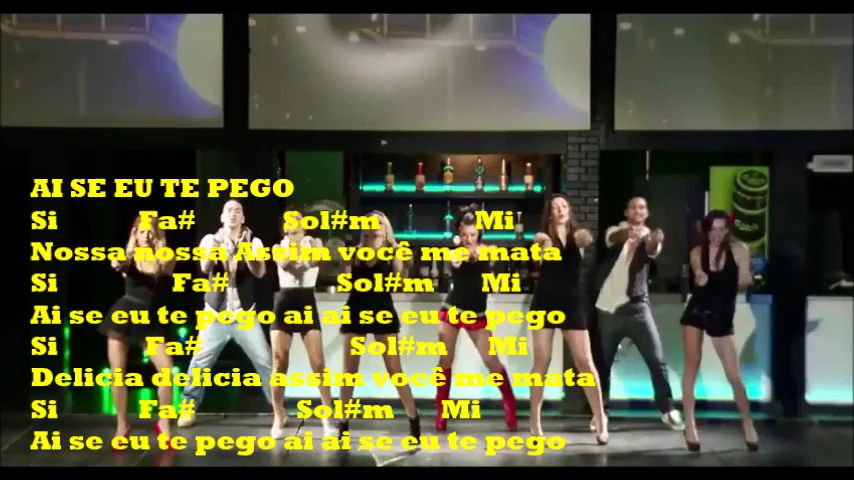 AI SE EU TE PEGO
Si Fa# Sol#m Mi
Nossa nossa Assim você me mata
Si Fa# Sol#m Mi
Ai se eu te pego ai ai se eu te pego
Si Fa# Sol#m Mi
Delicia delicia assim você me mata
Si Fa# Sol#m Mi
Ai se eu te pego ai ai se eu te pego